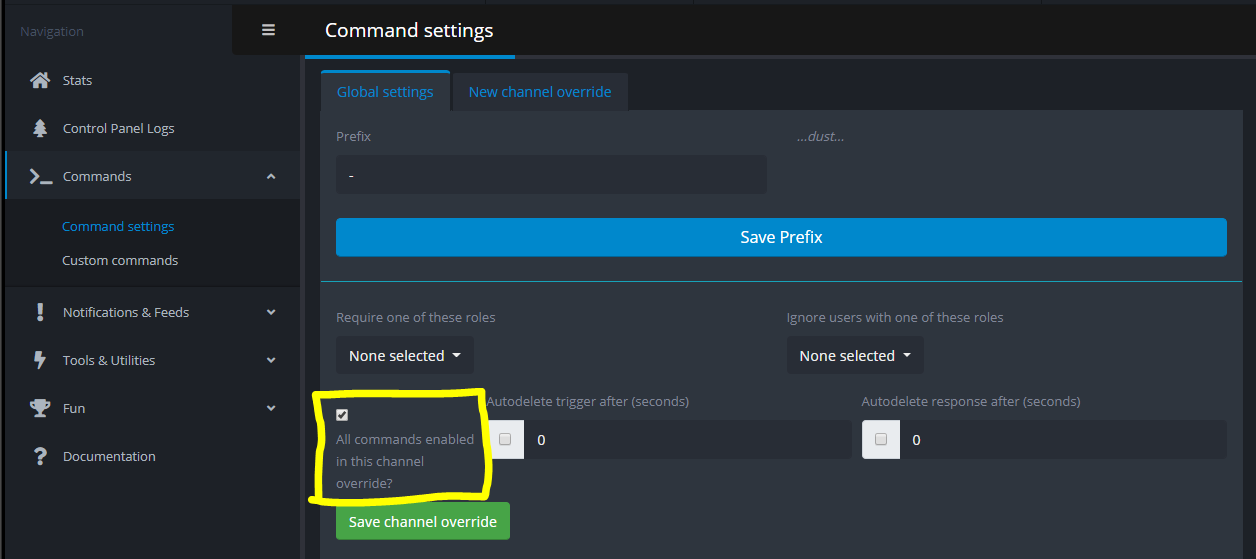 Navigation
Command settings
Stats
Control Panel Logs
Commands
Command settings
Custom commands
Notifications & Feeds
Tools & Utilities
Fun
Documentation
Global settings
New channel override
Prefix
...dust...
-
Save Prefix
Require one of these roles
Ignore users with one of these roles
None selected
None selected
All commands enabled
in this channel
override?
Autodelete trigger after (seconds)
0
Autodelete response after (seconds)
0
Save channel override